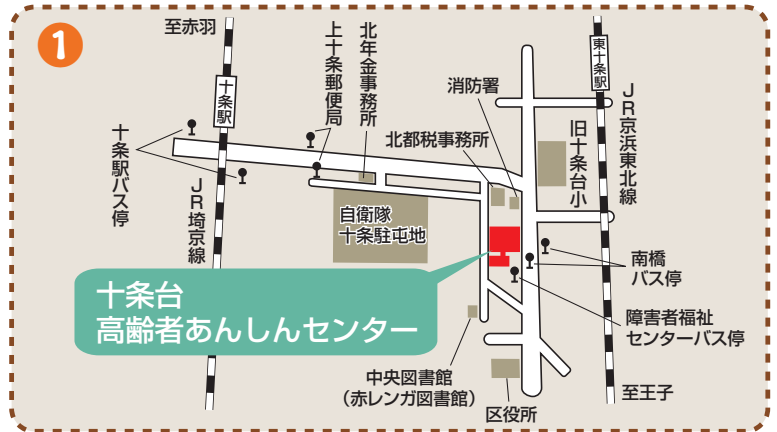 1
至赤羽
十条駅
上十条郵便局
北年金事務所
消防署
東十条駅
JR京浜東北線
北都税事務所
旧十条台小
十条駅バス停
JR埼京線
自衛隊
十条駐屯地
南橋
バス停
十条台
高齢者あんしんセンター
障害者福祉
センターバス停
中央図書館
（赤レンガ図書館）
区役所
至王子